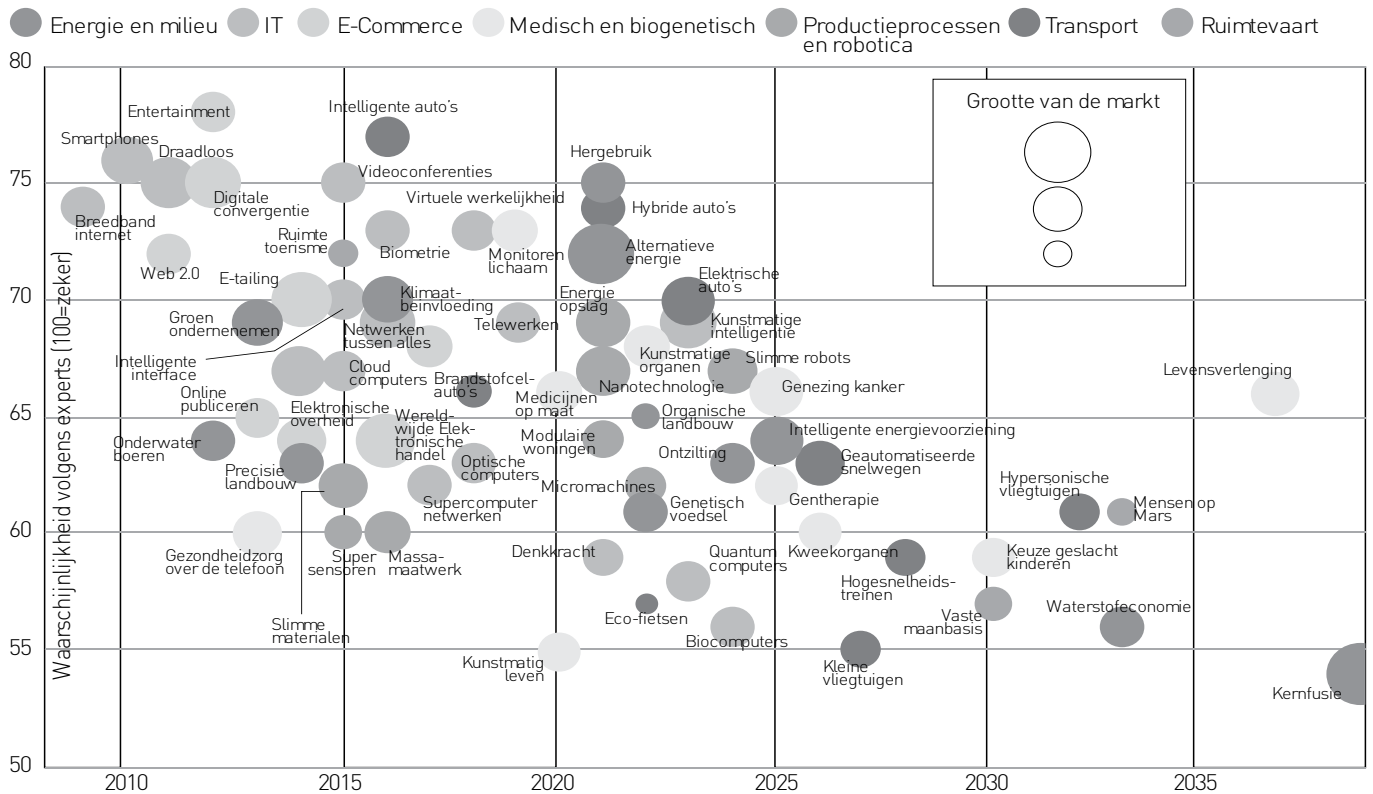 Energie en milieu
IT
E-Commerce
Medisch en biogenetisch
Productieprocessen
en robotica
Transport
Ruimtevaart
80
75
70
65
60
55
50
Waarschijnlijkheid volgens experts (100=zeker)
Grootte van de markt
Entertainment
Intelligente auto's
Smartphones
Draadloos
Hergebruik
Videoconferenties
Digitale
convergentie
Virtuele werkelijkheid
Hybride auto's
Breedband
internet
Ruimte
toerisme
Biometrie
Monitoren
lichaam
Alternatieve
energie
Web 2.0
E-tailing
Elektrische
auto's
Klimaat-
beïnvloeding
Energie
opslag
Groen
ondernenemen
Netwerken
tussen alles
Telewerken
Kunstmatige
intelligentie
Intelligente
interface
Cloud
computers
Kunstmatige
organen
Slimme robots
Levensverlenging
Brandstofcel-
auto's
Nanotechnologie
Genezing kanker
Online
publiceren
Medicijnen
op maat
Elektronische
overheid
Wereld-
wijde Elek-
tronische
handel
Organische
landbouw
Onderwater
boeren
Modulaire
woningen
Intelligente energievoorziening
Ontzilting
Geautomatiseerde
snelwegen
Precisie
landbouw
Optische
computers
Hypersonische
vliegtuigen
Micromachines
Supercomputer
netwerken
Genetisch
voedsel
Gentherapie
Mensen op
Mars
Gezondheidzorg
over de telefoon
Super
sensoren
Massa-
maatwerk
Denkkracht
Quantum
computers
Kweekorganen
Keuze geslacht
kinderen
Hogesnelheids-
treinen
Slimme
materialen
Eco-fietsen
Vaste
maanbasis
Waterstofeconomie
Biocomputers
Kunstmatig
leven
Kleine
vliegtuigen
Kernfusie
2010
2015
2020
2025
2030
2035